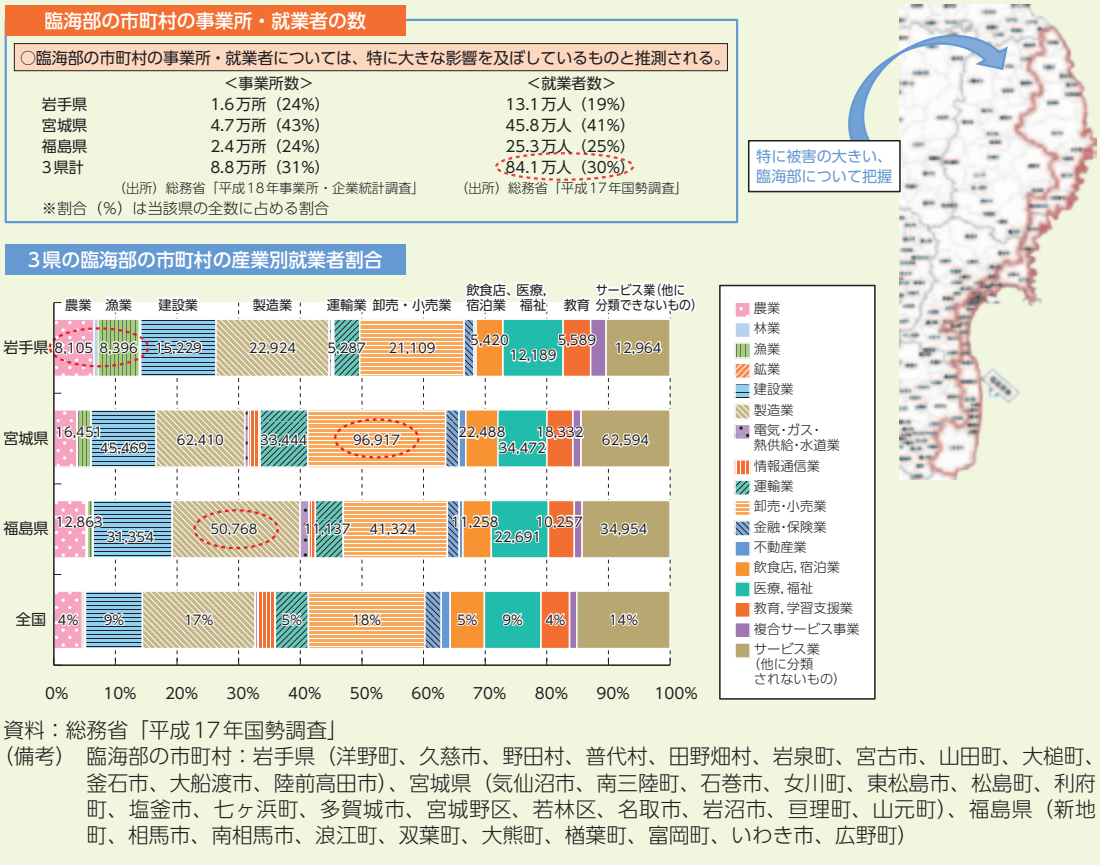 臨海部の市町村の事業所・就業者の数
○臨海部の市町村の事業所・就業者については、特に大きな影響を及ぼしているものと推測される。
<事業所数> <就業者数>
岩手県 1.6万所（24%） 13.1万人（19%）
宮城県 4.7万所（43%） 45.8万人（41%）
福島県 2.4万所（24%） 25.3万人（25%）
3県計 8.8万所（31%） 84.1万人（30%）
（出所）総務省「平成18年事業所・企業統計調査」 （出所）総務省「平成17年国勢調査」
※割合（%）は当該県の全数に占める割合
特に被害の大きい、
臨海部について把握
3県の臨海部の市町村の産業別就業者割合
農業 漁業 建設業 製造業 運輸業 卸売・小売業 飲食店、宿泊業 医療,福祉 教育 サービス業(他に分類できないもの)
岩手県 8,105 8,396 15,229 22,924 5,287 21,109 5,420 12,189 5,589 12,964
宮城県 16,451 45,469 62,410 33,444 96,917 22,488 34,472 18,332 62,594
福島県 12,863 31,354 50,768 11,137 41,324 11,258 22,691 10,257 34,954
全国 4% 9% 17% 5% 18% 5% 9% 4% 14%
0% 10% 20% 30% 40% 50% 60% 70% 80% 90% 100%
農業
林業
漁業
鉱業
建設業
製造業
電気・ガス・
熱供給・水道業
情報通信業
運輸業
卸売・小売業
金融・保険業
不動産業
飲食店,宿泊業
医療,福祉
教育,学習支援業
複合サービス事業
サービス業
(他に分類
されないもの)
資料：総務省「平成17年国勢調査」
（備考） 臨海部の市町村：岩手県（洋野町、久慈市、野田村、普代村、田野畑村、岩泉町、宮古市、山田町、大槌町、
釜石市、大船渡市、陸前高田市）、宮城県（気仙沼市、南三陸町、石巻市、女川町、東松島市、松島町、利府
町、塩釜市、七ヶ浜町、多賀城市、宮城野区、若林区、名取市、岩沼市、亘理町、山元町）、福島県（新地
町、相馬市、南相馬市、浪江町、双葉町、大熊町、楢葉町、富岡町、いわき市、広野町）